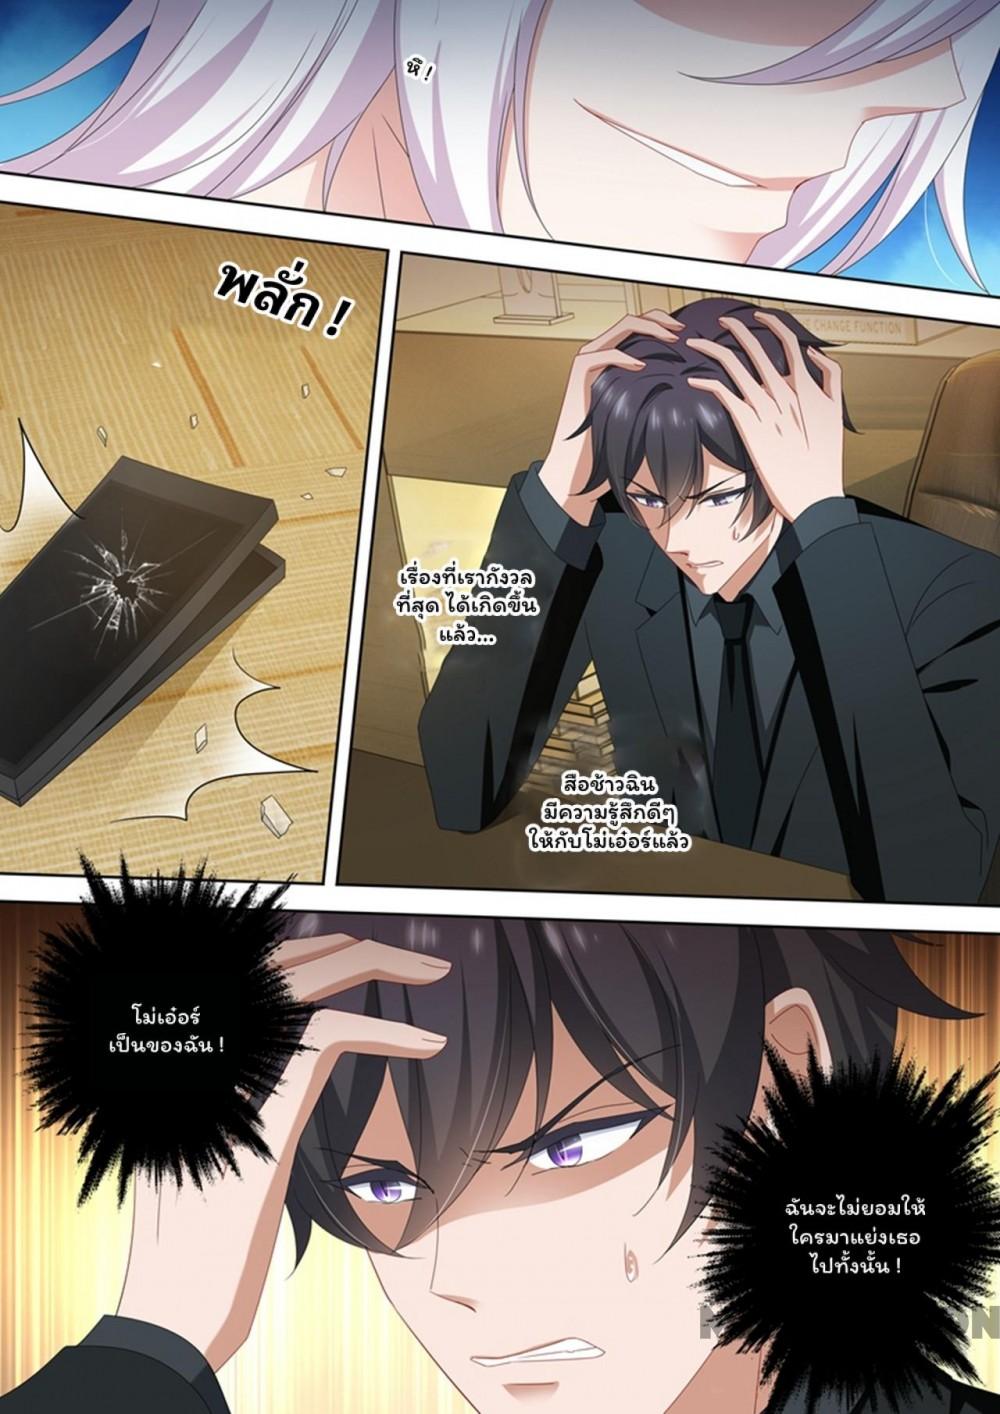 หึ !
พลั่ก !
CHANGE FUNCTION
เรื่องที่เรากังวล
ที่สุด ได้เกิดขึ้น
แล้ว...
สือช้าวฉิน
มีความรู้สึกดีๆ
ให้กับโม่เอ๋อร์แล้ว
โม่เอ๋อร์
เป็นของฉัน !
ฉันจะไม่ยอมให้
ใครมาแย่งเธอ
ไปทั้งนั้น !